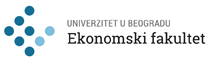 UNIVERZITET U BEOGRADU
Ekonomski fakultet